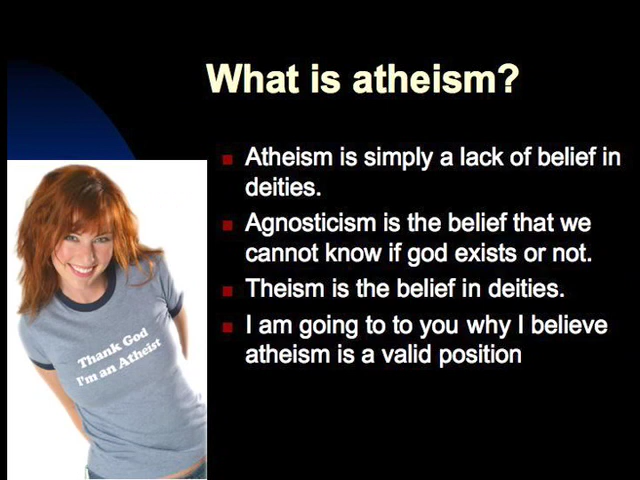 What is atheism?
Atheism is simply a lack of belief in
deities.
Agnosticism is the belief that we
cannot know if god exists or not.
Theism is the belief in deities.
I am going to to you why I believe
atheism is a valid position
Thank God
I'm an Atheist